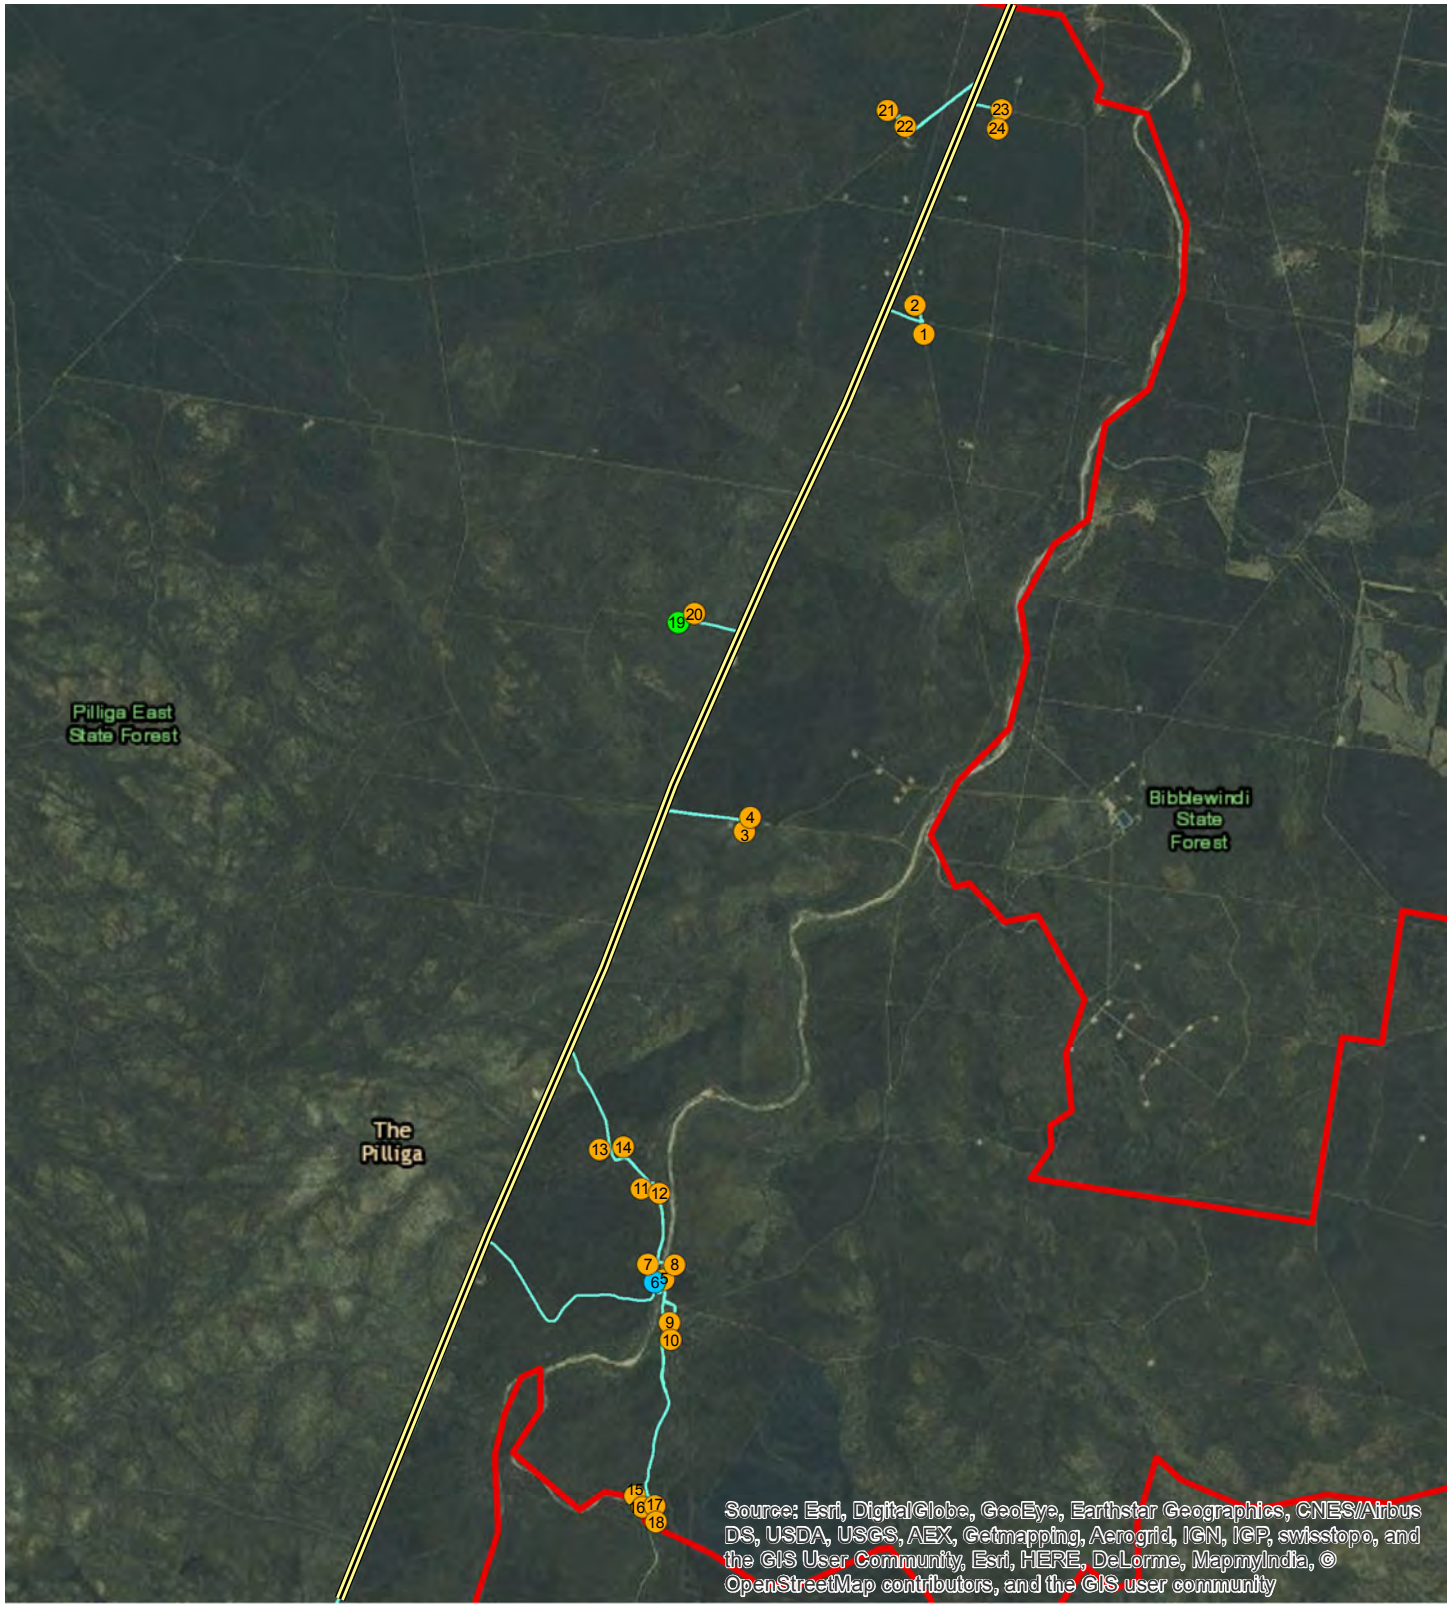 21
22
23
24
2
1
19
20
Pilliga East
State Forest
Bibblewindi
State
Forest
4
3
The
Pilliga
13
14
11
12
7
8
6
5
9
10
15
16
17
18
Source: Esri, DigitalGlobe, GeoEye, Earthstar Geographics, CNES/Airbus
DS, USDA, USGS, AEX, Getmapping, Aerogrid, IGN, IGP, swisstopo, and
the GIS User Community, Esri, HERE, DeLorme, MapmyIndia, ©
OpenStreetMap contributors, and the GIS user community